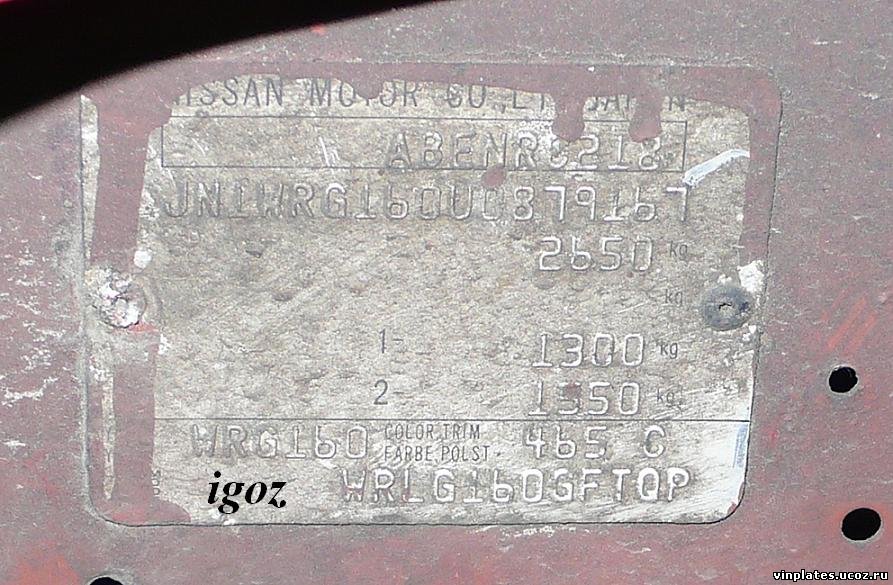 NISSAN MOTOR CO.,LTD. JAPAN
JN1WRG160U0879167
2650 kg
kg
1- 1300 kg
2- 1550 kg
WRG160 COLOR,TRIM 465 C
FARBE,POLST.
igoz WRLG160GFTQP
vinplates.ucoz.ru